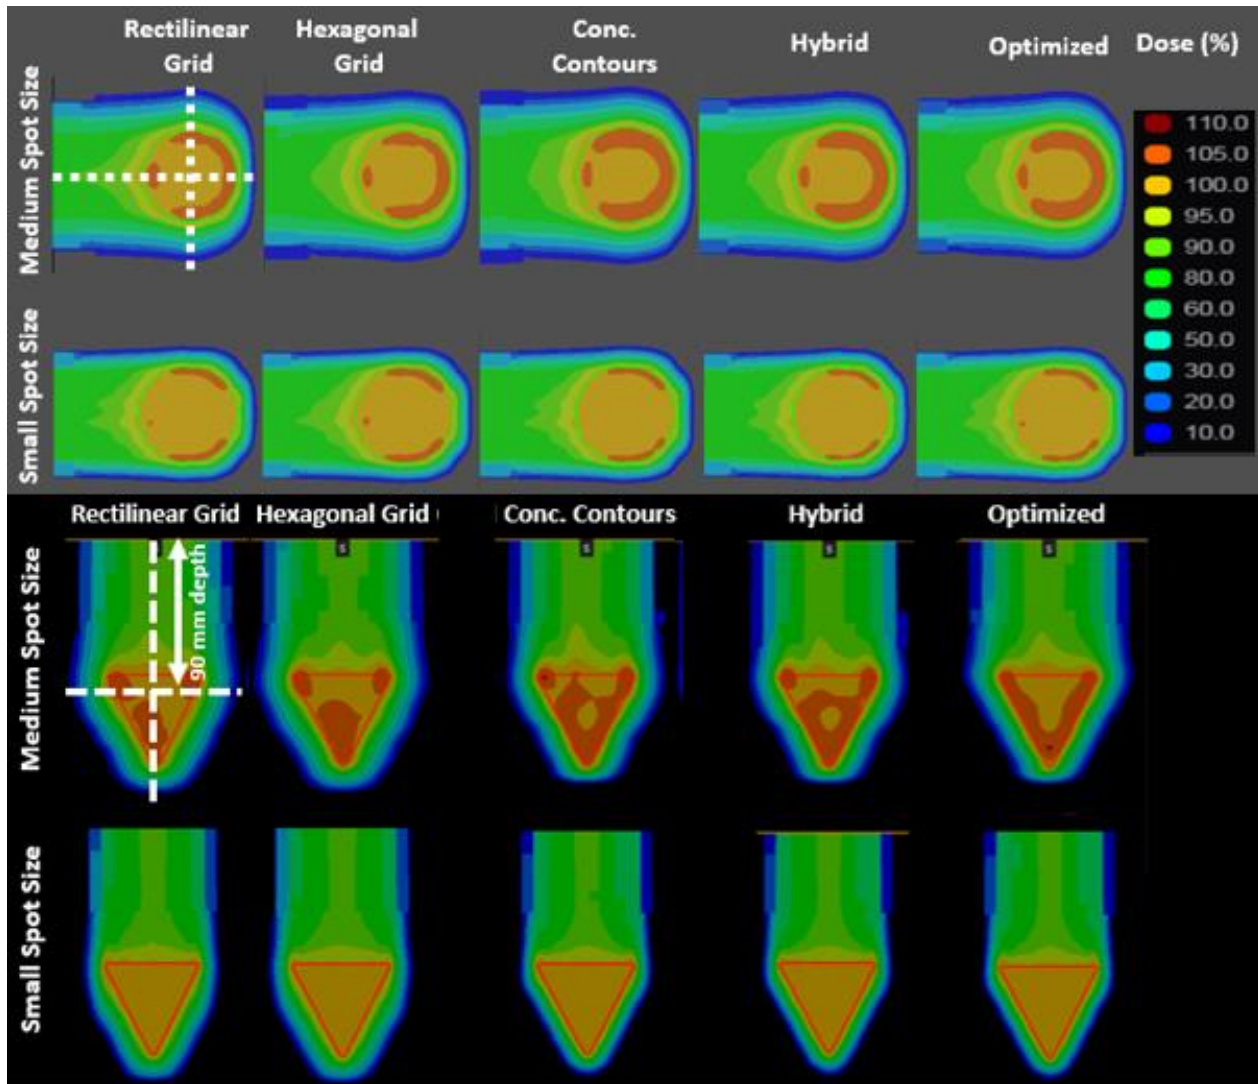 Rectilinear
Grid
Hexagonal
Grid
Conc.
Contours
Hybrid
Optimized
Dose (%)
Medium Spot Size
110.0
105.0
100.0
95.0
90.0
80.0
60.0
50.0
30.0
20.0
10.0
Small Spot Size
Rectilinear Grid
Hexagonal Grid
Conc. Contours
Hybrid
Optimized
Medium Spot Size
90 mm depth
S
S
S
S
Small Spot Size